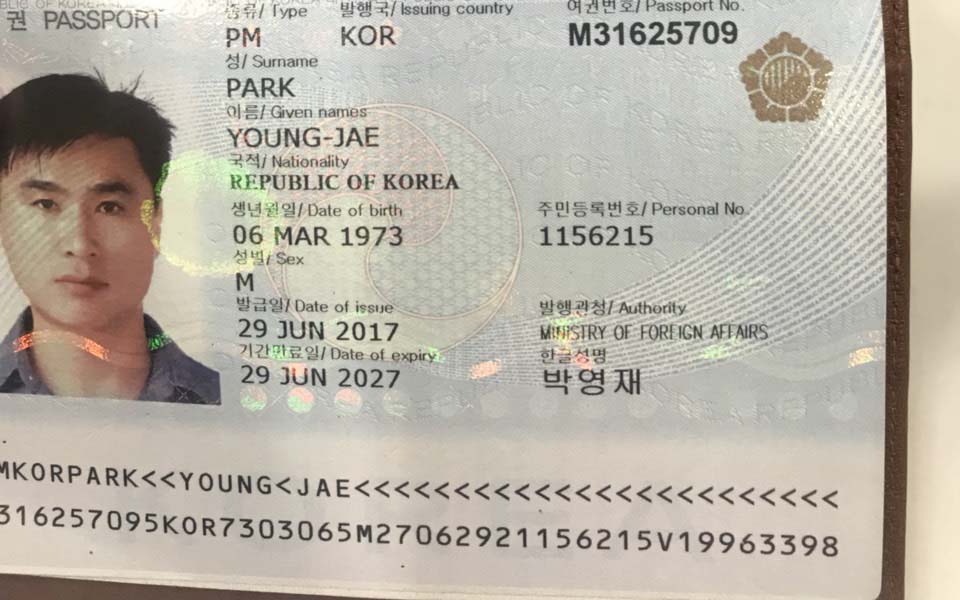 권 PASSPORT
종류/ Type 발행국/ Issuing country 여권번호/ Passport No.
PM KOR M31625709
성/ Surname
PARK
이름/ Given names
YOUNG-JAE
국적/ Nationality
REPUBLIC OF KOREA
생년월일/ Date of birth 주민등록번호/ Personal No.
06 MAR 1973 1156215
성별/ Sex
M
발급일/ Date of issue 발행관청/ Authority
29 JUN 2017 MINISTRY OF FOREIGN AFFAIRS
기간만료일/ Date of expiry 한글성명
29 JUN 2027 박영재
MKORPARK<<YOUNG<JAE<<<<<<<<<<<<<<<<<<<<<<<<<
316257095KOR7303065M27062921156215V19963398